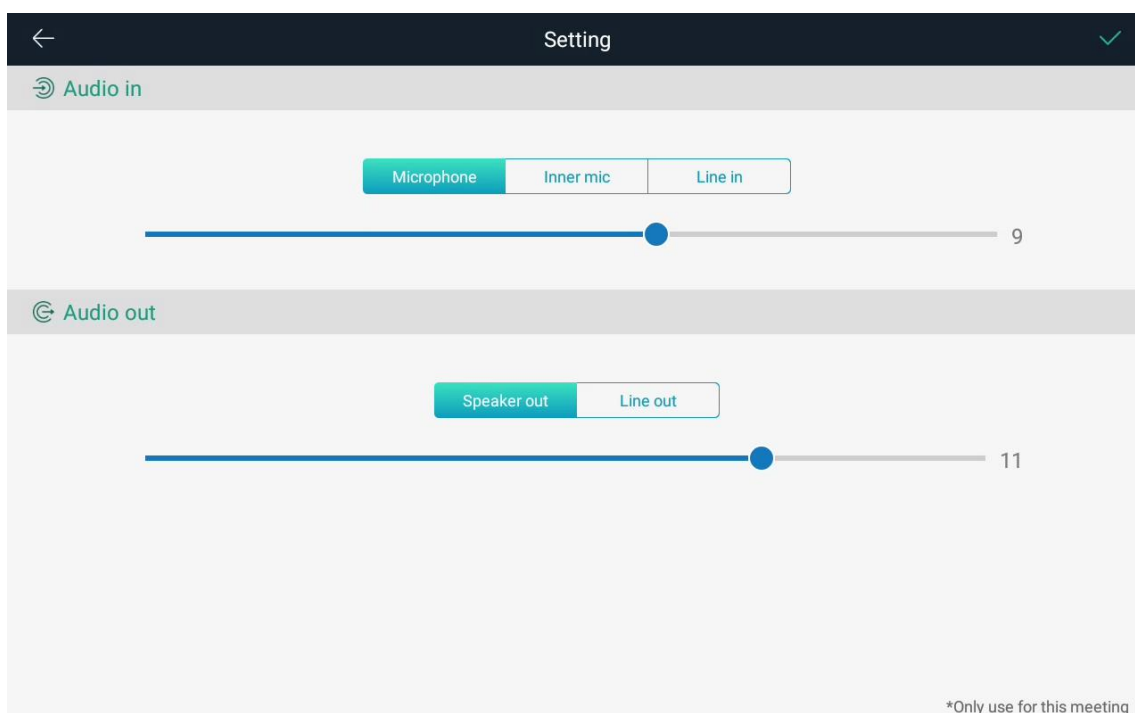 Setting
Audio in
Microphone Inner mic Line in
9
Audio out
Speaker out Line out
11
*Only use for this meeting